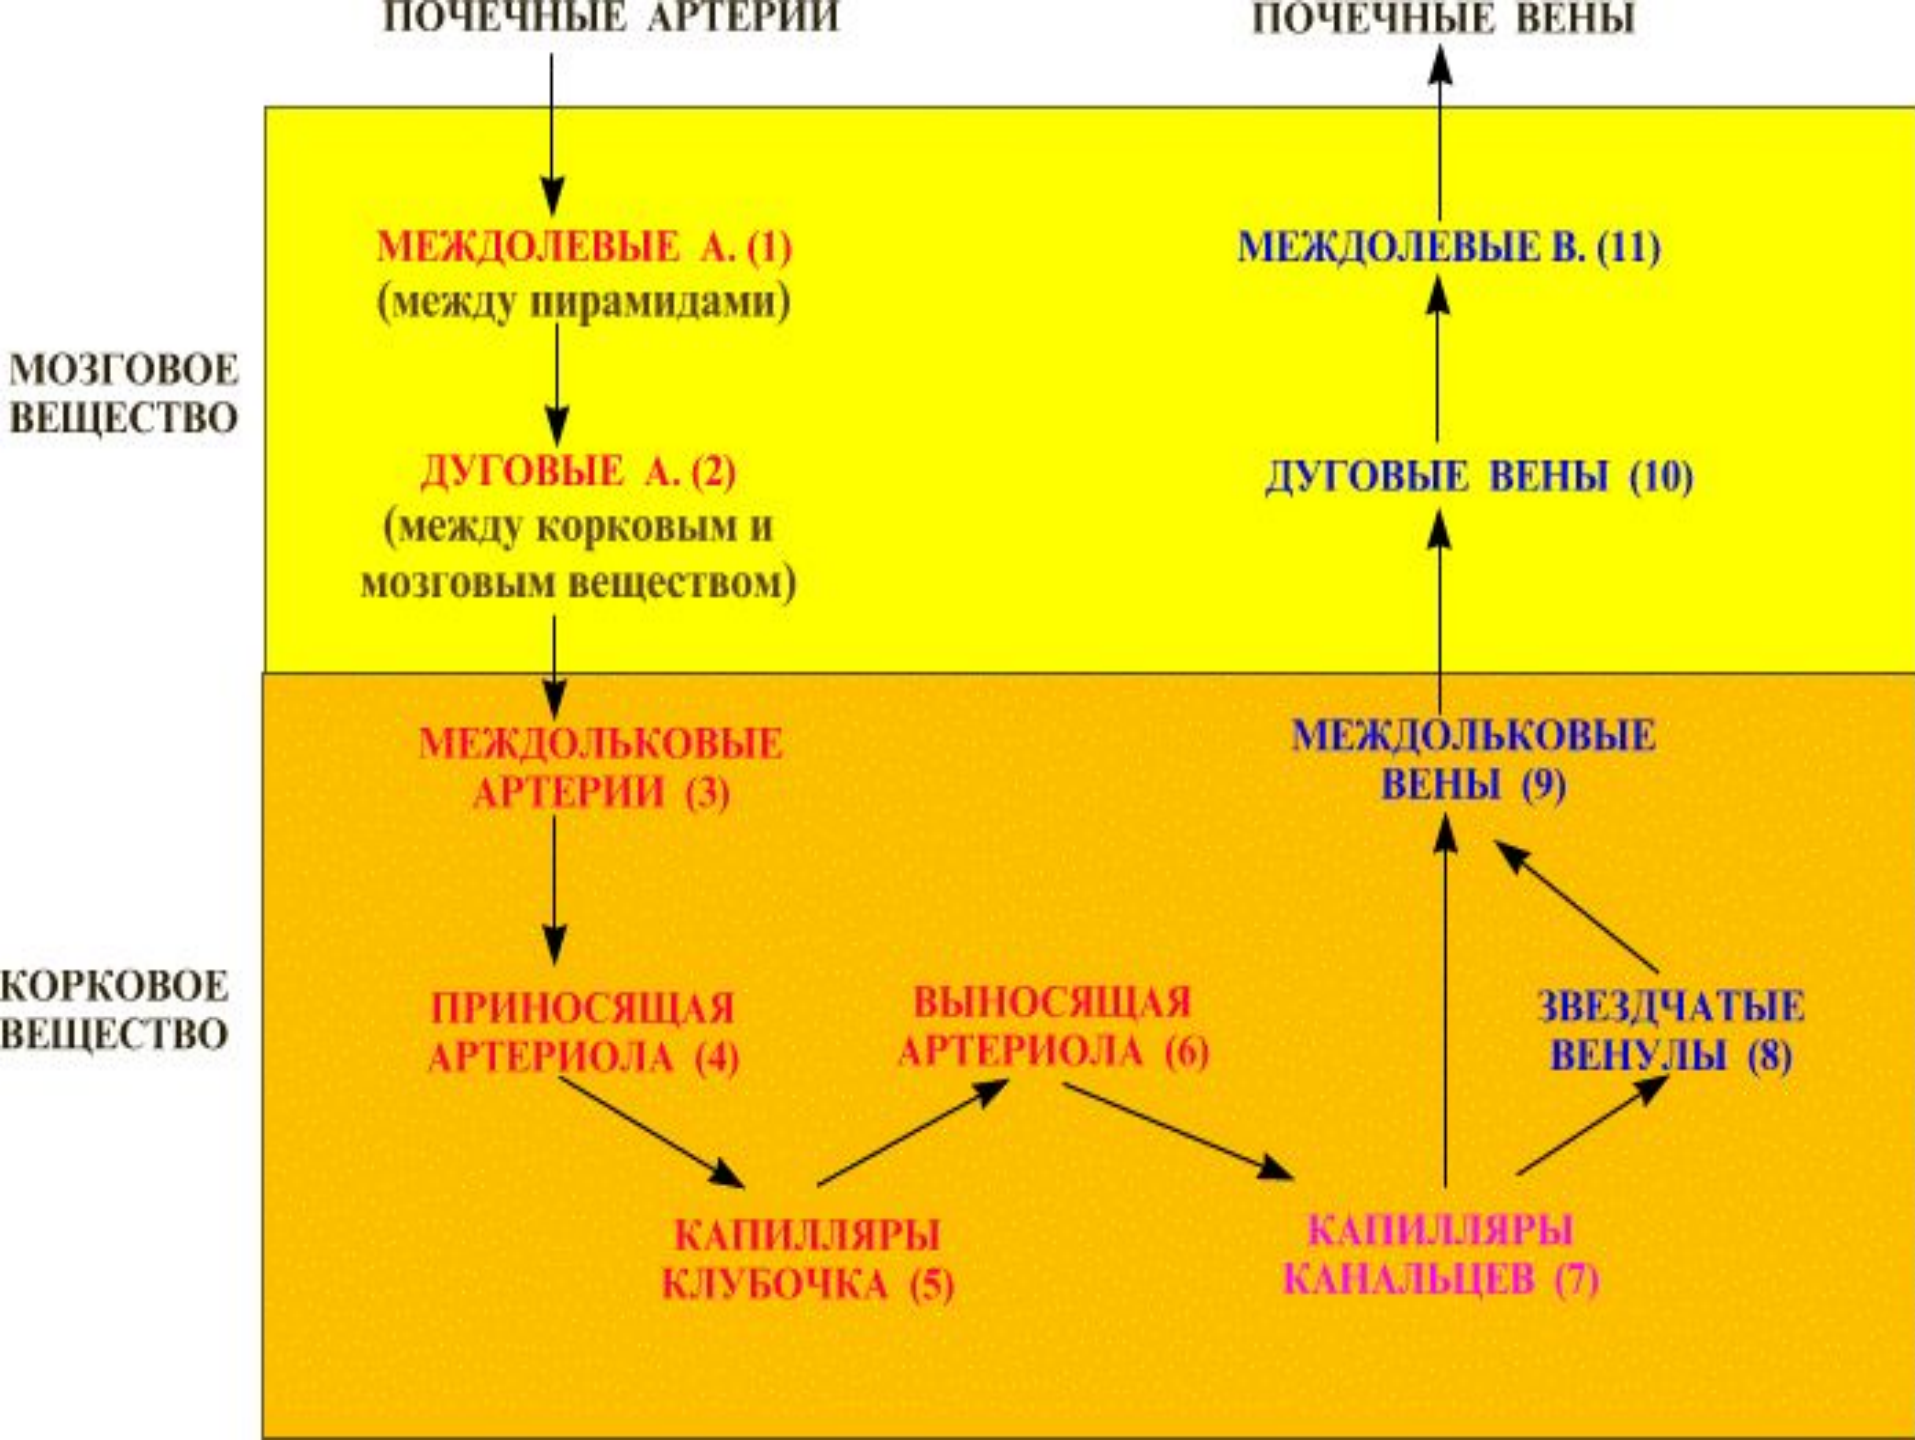 ПОЧЕЧНЫЕ АРТЕРИИ
ПОЧЕЧНЫЕ ВЕНЫ
МЕЖДОЛЕВЫЕ А. (1)
(между пирамидами)
МЕЖДОЛЕВЫЕ В. (11)
МОЗГОВОЕ
ВЕЩЕСТВО
ДУГОВЫЕ А. (2)
(между корковым и
мозговым веществом)
ДУГОВЫЕ ВЕНЫ (10)
МЕЖДОЛЬКОВЫЕ
АРТЕРИИ (3)
МЕЖДОЛЬКОВЫЕ
ВЕНЫ (9)
КОРКОВОЕ
ВЕЩЕСТВО
ПРИНОСЯЩАЯ
АРТЕРИОЛА (4)
ВЫНОСЯЩАЯ
АРТЕРИОЛА (6)
ЗВЕЗДЧАТЫЕ
ВЕНУЛЫ (8)
КАПИЛЛЯРЫ
КЛУБОЧКА (5)
КАПИЛЛЯРЫ
КАНАЛЬЦЕВ (7)